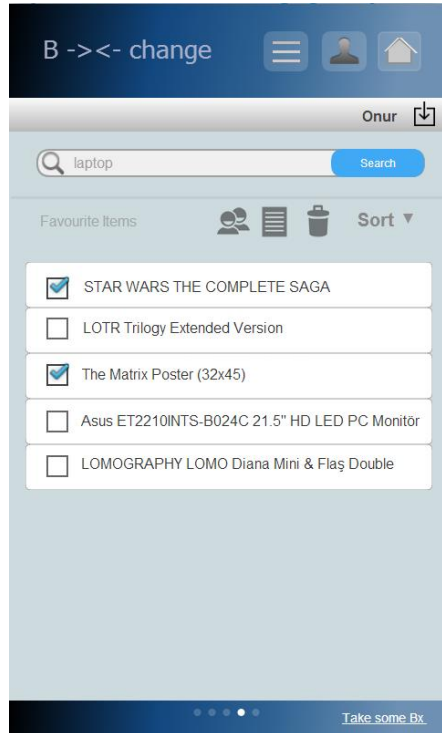 B -><- change
Onur
laptop
Search
Favourite Items
Sort ▼
STAR WARS THE COMPLETE SAGA
LOTR Trilogy Extended Version
The Matrix Poster (32x45)
Asus ET2210INTS-B024C 21.5" HD LED PC Monitör
LOMOGRAPHY LOMO Diana Mini & Flaş Double
Take some Bx